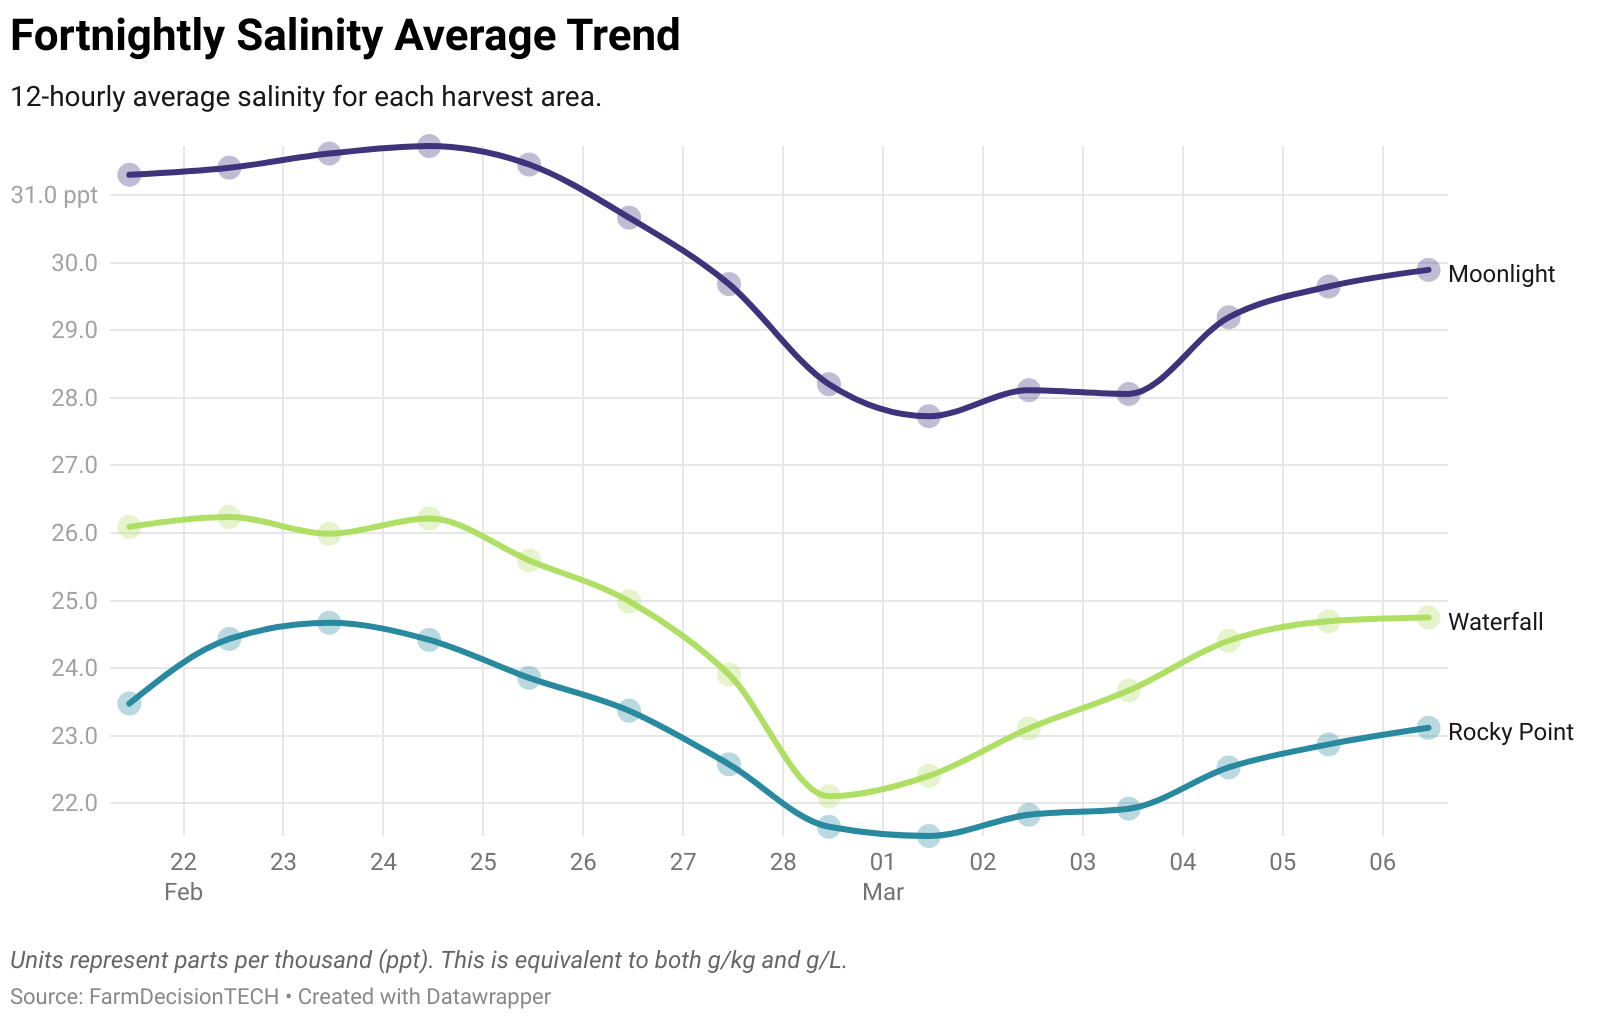 Fortnightly Salinity Average Trend
12-hourly average salinity for each harvest area.
31.0 ppt
30.0
29.0
28.0
27.0
26.0
25.0
24.0
23.0
22.0
Moonlight
Waterfall
Rocky Point
22 23 24 25 26 27 28 01 02 03 04 05 06
Feb Mar
Units represent parts per thousand (ppt). This is equivalent to both g/kg and g/L.
Source: FarmDecisionTECH • Created with Datawrapper